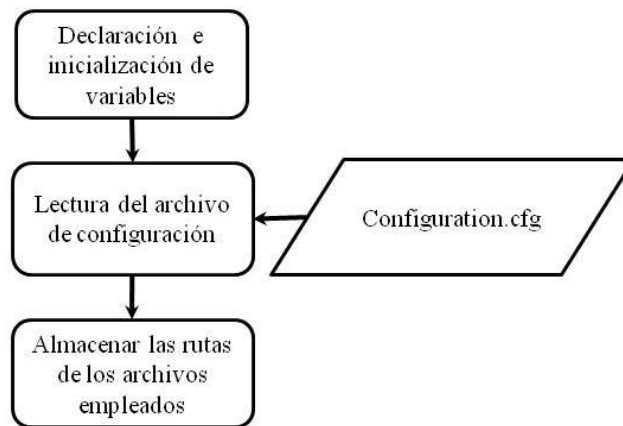 Declaración e
inicialización de
variables
Lectura del archivo
de configuración
Configuration.cfg
Almacenar las rutas
de los archivos
empleados